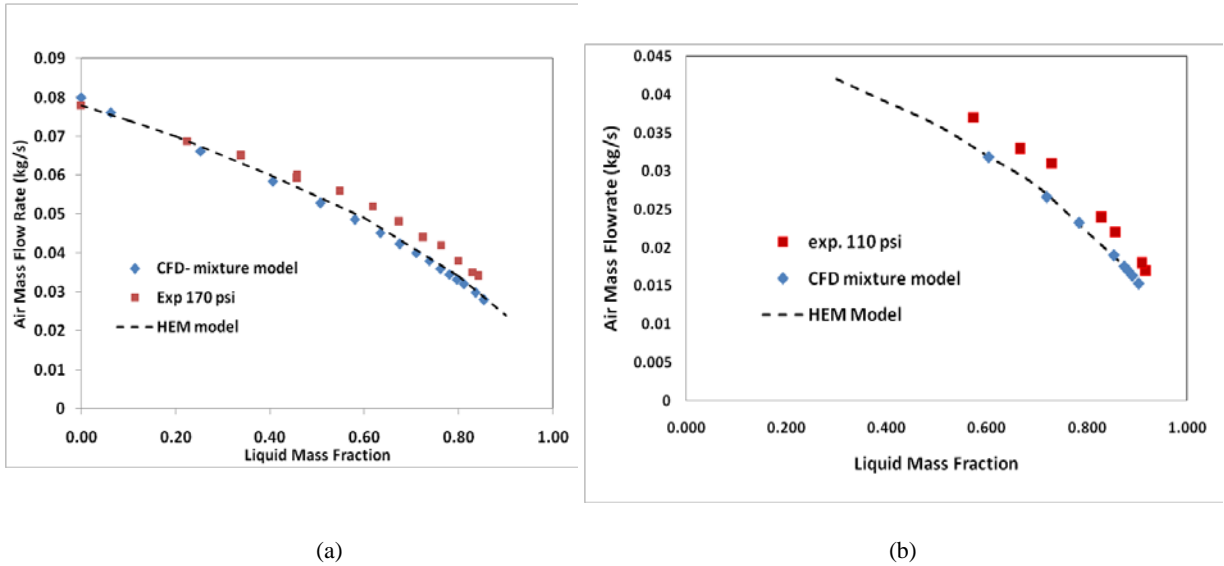 0.09
0.08
0.07
0.06
0.05
0.04
0.03
0.02
0.01
0
Air Mass Flow Rate (kg/s)
CFD- mixture model
Exp 170 psi
HEM model
0.00 0.20 0.40 0.60 0.80 1.00
Liquid Mass Fraction
(a)
0.045
0.04
0.035
0.03
0.025
0.02
0.015
0.01
0.005
0
Air Mass Flowrate (kg/s)
exp. 110 psi
CFD mixture model
HEM Model
0.000 0.200 0.400 0.600 0.800 1.000
Liquid Mass Fraction
(b)